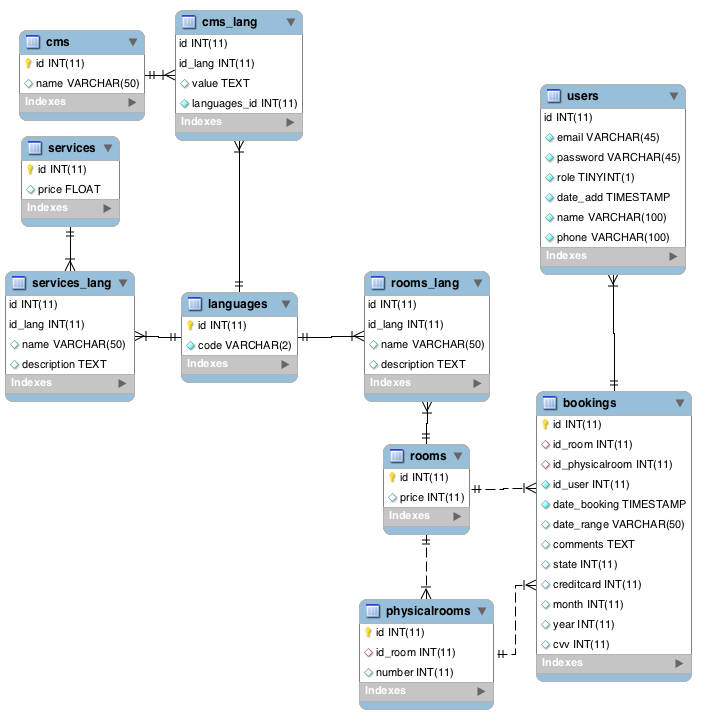 cms
id INT(11)
name VARCHAR(50)
Indexes
cms_lang
id INT(11)
id_lang INT(11)
value TEXT
languages_id INT(11)
Indexes
services
id INT(11)
price FLOAT
Indexes
users
id INT(11)
email VARCHAR(45)
password VARCHAR(45)
role TINYINT(1)
date_add TIMESTAMP
name VARCHAR(100)
phone VARCHAR(100)
Indexes
services_lang
id INT(11)
id_lang INT(11)
name VARCHAR(50)
description TEXT
Indexes
languages
id INT(11)
code VARCHAR(2)
Indexes
rooms_lang
id INT(11)
id_lang INT(11)
name VARCHAR(50)
description TEXT
Indexes
rooms
id INT(11)
price INT(11)
Indexes
bookings
id INT(11)
id_room INT(11)
id_physicalroom INT(11)
id_user INT(11)
date_booking TIMESTAMP
date_range VARCHAR(50)
comments TEXT
state INT(11)
creditcard INT(11)
month INT(11)
year INT(11)
cvv INT(11)
Indexes
physicalrooms
id INT(11)
id_room INT(11)
number INT(11)
Indexes